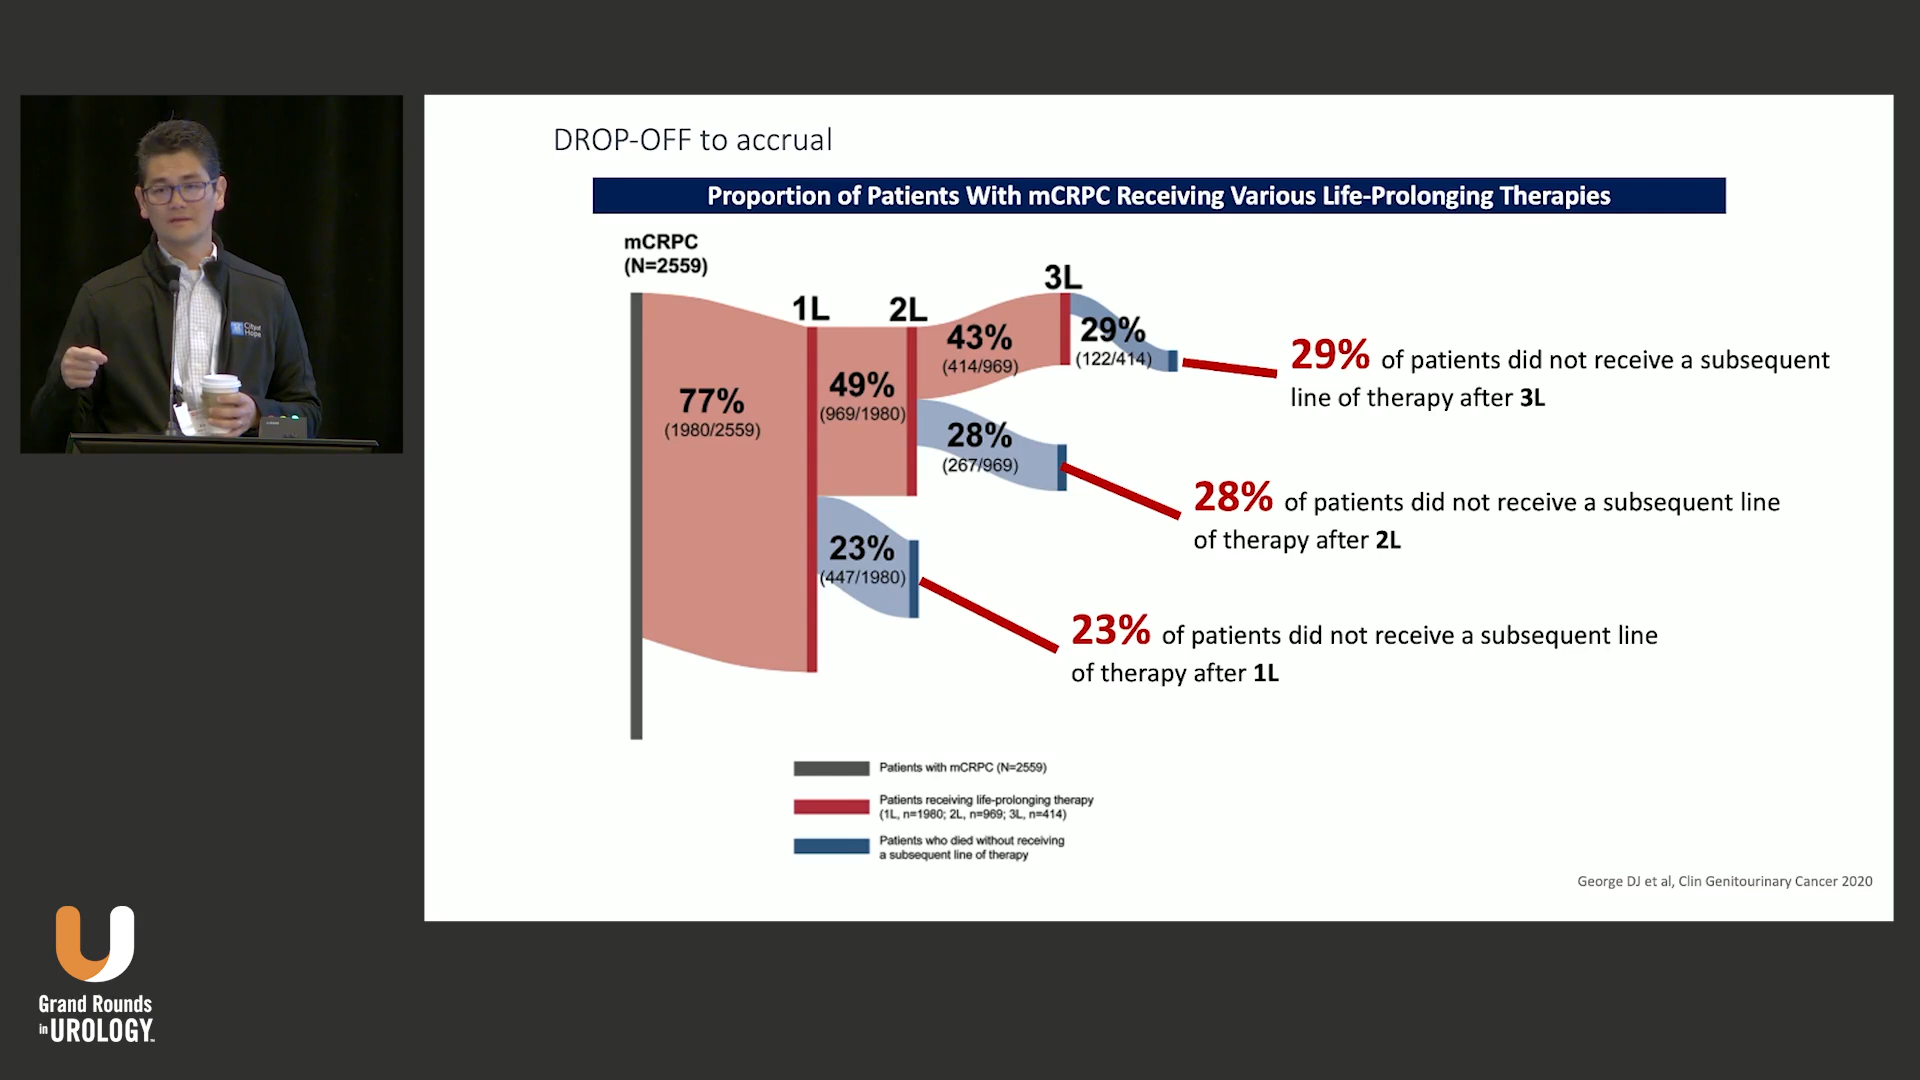 DROP-OFF to accrual
Proportion of Patients With mCRPC Receiving Various Life-Prolonging Therapies
mCRPC
(N=2559)
1L
2L
3L
77%
(1980/2559)
49%
(969/1980)
43%
(414/969)
29%
(122/414)
28%
(267/969)
23%
(447/1980)
29% of patients did not receive a subsequent
line of therapy after 3L
28% of patients did not receive a subsequent line
of therapy after 2L
23% of patients did not receive a subsequent line
of therapy after 1L
Patients with mCRPC (N=2559)
Patients receiving life-prolonging therapy
(1L, n=1980; 2L, n=969; 3L, n=414)
Patients who died without receiving
a subsequent line of therapy
George DJ et al, Clin Genitourinary Cancer 2020
City of
Hope
Grand Rounds
in UROLOGY™